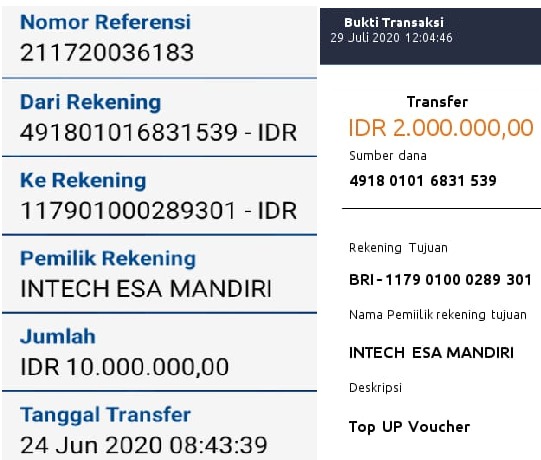 Nomor Referensi
211720036183
Dari Rekening
491801016831539 - IDR
Ke Rekening
117901000289301 - IDR
Pemilik Rekening
INTECH ESA MANDIRI
Jumlah
IDR 10.000.000,00
Tanggal Transfer
24 Jun 2020 08:43:39
Bukti Transaksi
29 Juli 2020 12:04:46
Transfer
IDR 2.000.000,00
Sumber dana
4918 0101 6831 539
Rekening Tujuan
BRI - 1179 0100 0289 301
Nama Pemiilik rekening tujuan
INTECH ESA MANDIRI
Deskripsi
Top UP Voucher